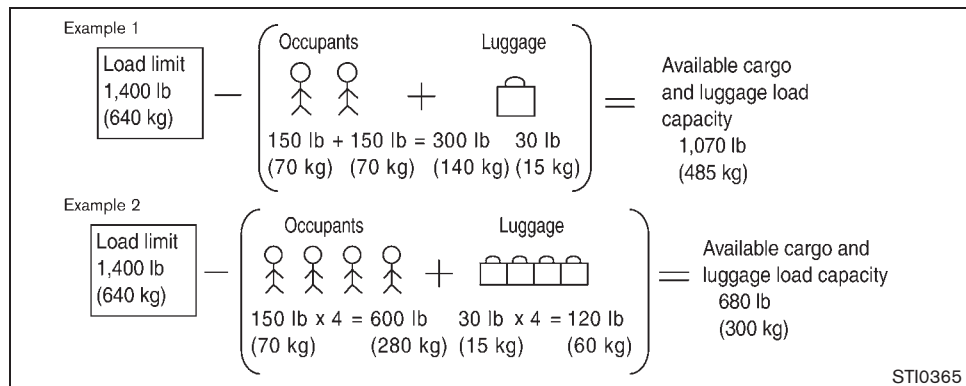 Example 1
Load limit
1,400 lb
(640 kg)
−
Occupants
+
Luggage
150 lb + 150 lb = 300 lb 30 lb
(70 kg) (70 kg) (140 kg) (15 kg)
=
Available cargo
and luggage load
capacity
1,070 lb
(485 kg)
Example 2
Load limit
1,400 lb
(640 kg)
−
Occupants
+
Luggage
150 lb x 4 = 600 lb 30 lb x 4 = 120 lb
(70 kg) (280 kg) (15 kg) (60 kg)
=
Available cargo and
luggage load capacity
680 lb
(300 kg)
STI0365